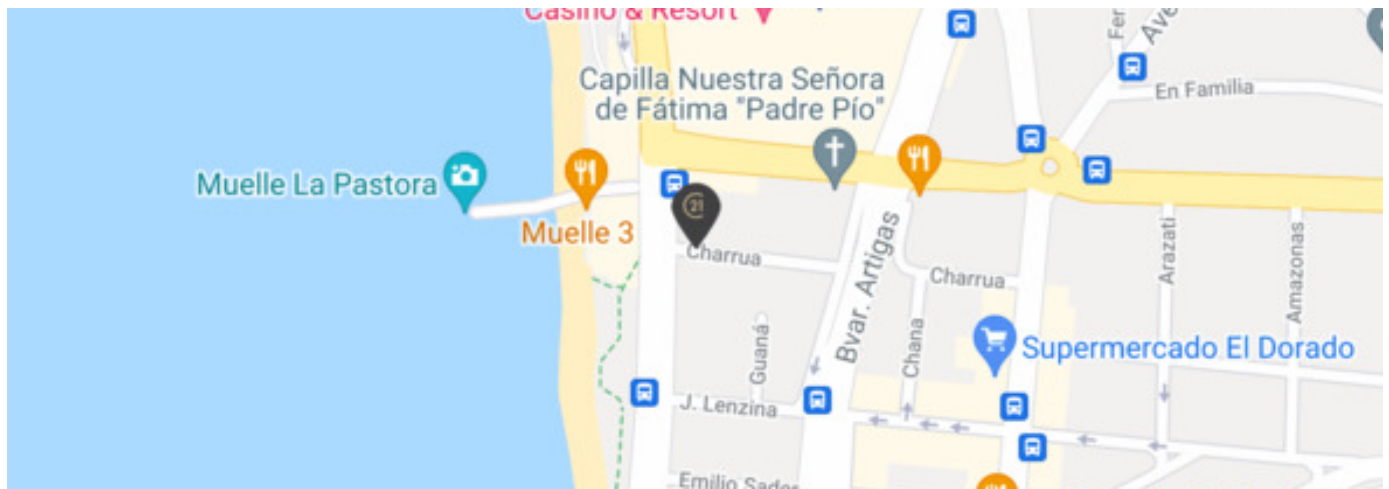 Casino & Resort
Capilla Nuestra Señora
de Fátima "Padre Pío"
En Familia
Muelle La Pastora
21
Muelle 3
Charrua
Bvar. Artigas
Charrua
Arazati
Amazonas
Guaná
Chana
Supermercado El Dorado
J. Lenzina
Emilio Sader